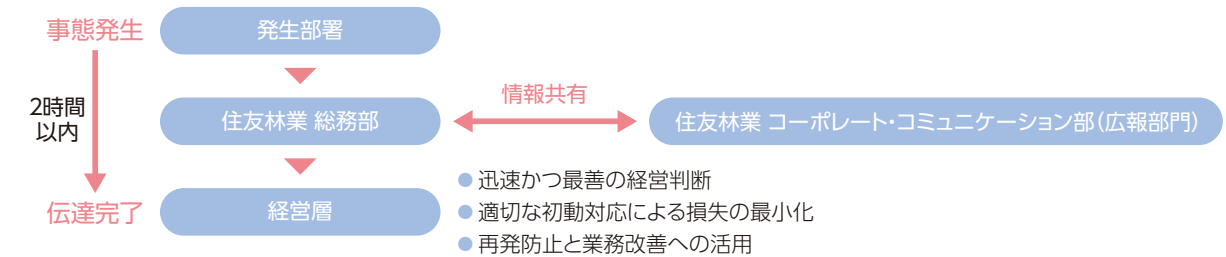 事態発生
発生部署
2時間
以内
住友林業 総務部
情報共有
住友林業 コーポレート・コミュニケーション部（広報部門）
伝達完了
経営層
● 迅速かつ最善の経営判断
● 適切な初動対応による損失の最小化
● 再発防止と業務改善への活用